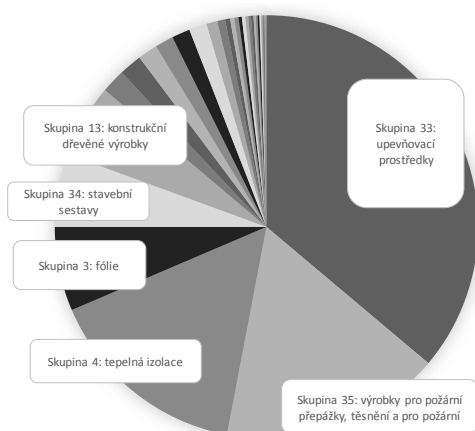 Skupina 33:
upevňovací
prostředky
Skupina 13: konstrukční
dřevěné výrobky
Skupina 34: stavební
sestavy
Skupina 3: fólie
Skupina 4: tepelná izolace
Skupina 35: výrobky pro požární
přepážky, těsnění a pro požární